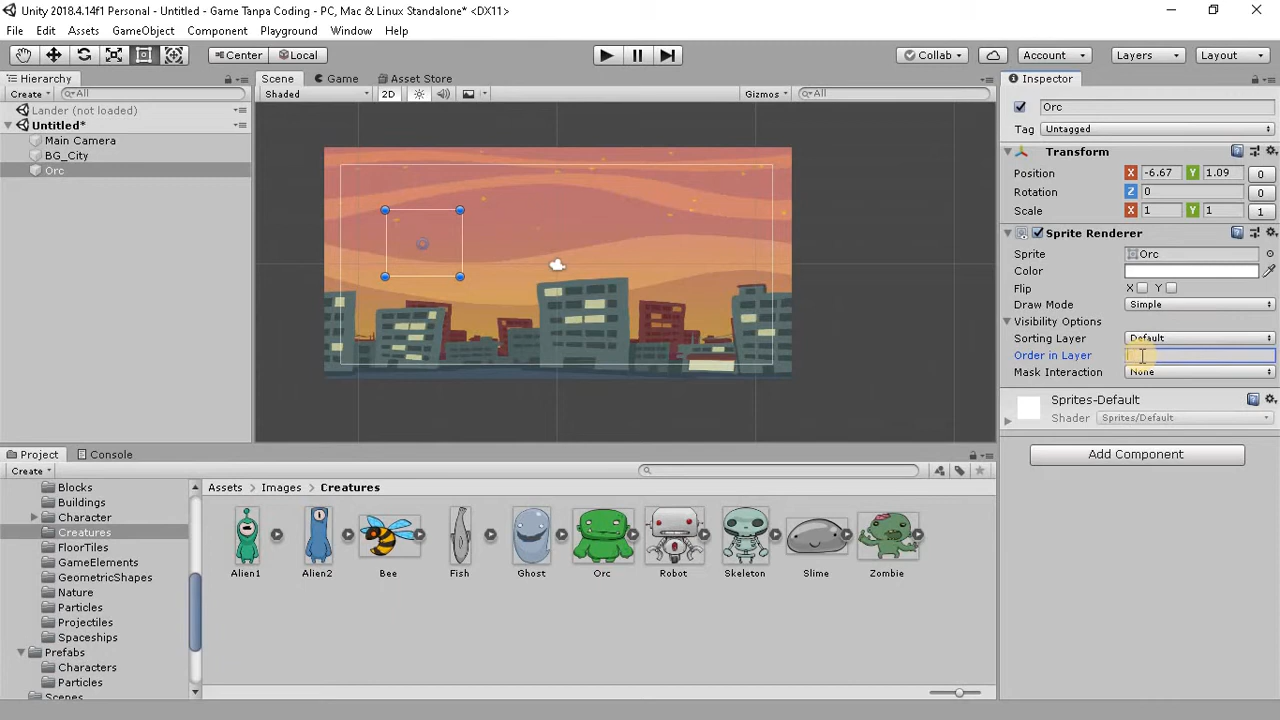 Unity 2018.4.14f1 Personal - Untitled - Game Tanpa Coding - PC, Mac & Linux Standalone* <DX11>
File Edit Assets GameObject Component Playground Window Help
Center Local Collab Account Layers Layout
Hierarchy Scene Game Asset Store Inspector
Create All Shaded 2D Gizmos All
Lander (not loaded)
Untitled*
Main Camera
BG_City
Orc
Orc
Tag Untagged
Transform
Position X -6.67 Y 1.09 0
Rotation Z 0 0
Scale X 1 Y 1 1
Sprite Renderer
Sprite Orc
Color
Flip X Y
Draw Mode Simple
Visibility Options
Sorting Layer Default
Order in Layer
Mask Interaction None
Sprites-Default
Shader Sprites/Default
Add Component
Project Console
Create
Assets Images Creatures
Blocks
Buildings
Character
Creatures
FloorTiles
GameElements
GeometricShapes
Nature
Particles
Projectiles
Spaceships
Prefabs
Characters
Particles
Scenes
Alien1 Alien2 Bee Fish Ghost Orc Robot Skeleton Slime Zombie